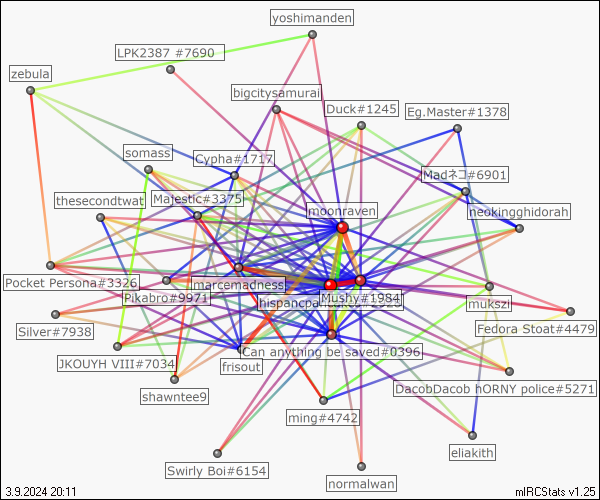 yoshimanden
LPK2387 #7690
zebula
bigcitysamurai
Duck#1245
Eg.Master#1378
somass
Cypha#1717
Madネコ#6901
thesecondtwat
Majestic#3375
moonraven
neokingghidorah
Pocket Persona#3326
marcemadness
Pikabro#9971
Mushy#1984
mukszi
Silver#7938
Fedora Stoat#4479
Can anything be saved#0396
JKOUYH VIII#7034
frisout
shawntee9
DacobDacob hORNY police#5271
ming#4742
eliakith
Swirly Boi#6154
normalwan
3.9.2024 20:11
mIRCStats v1.25